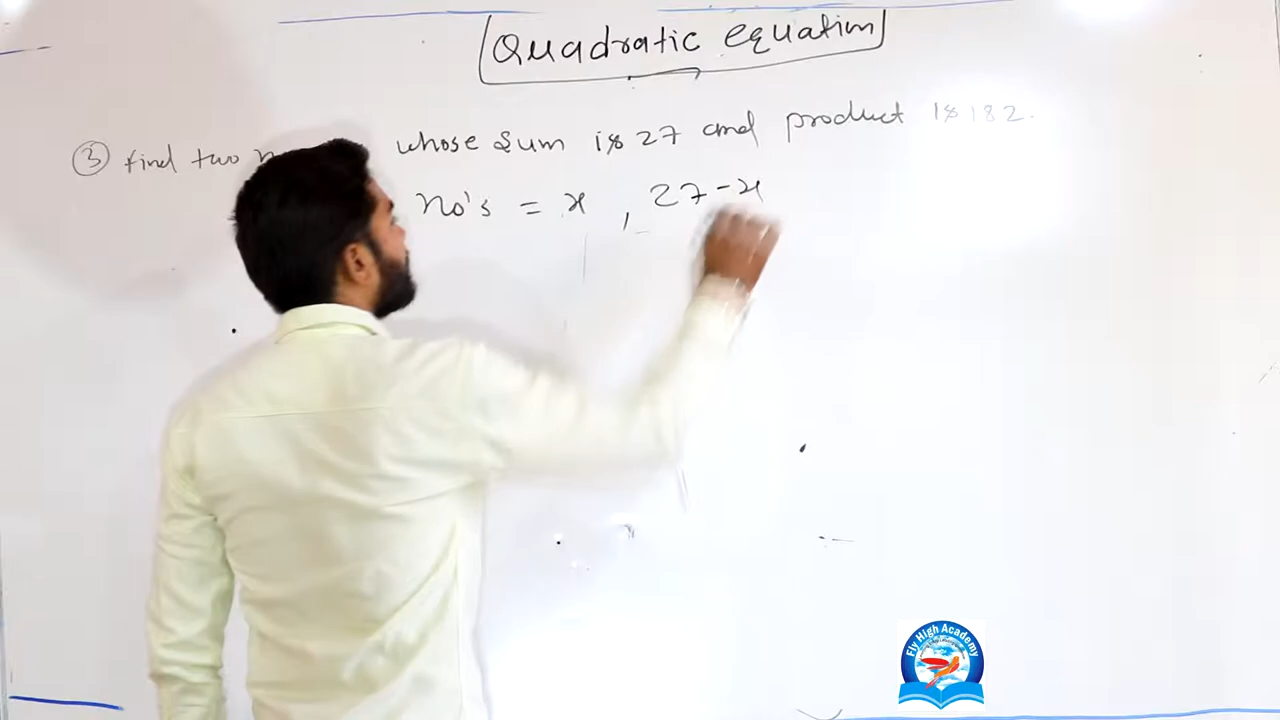 Quadratic equation
③ find two whose sum is 27 and product is 182.
no's = x , 27-x
Fly High Academy